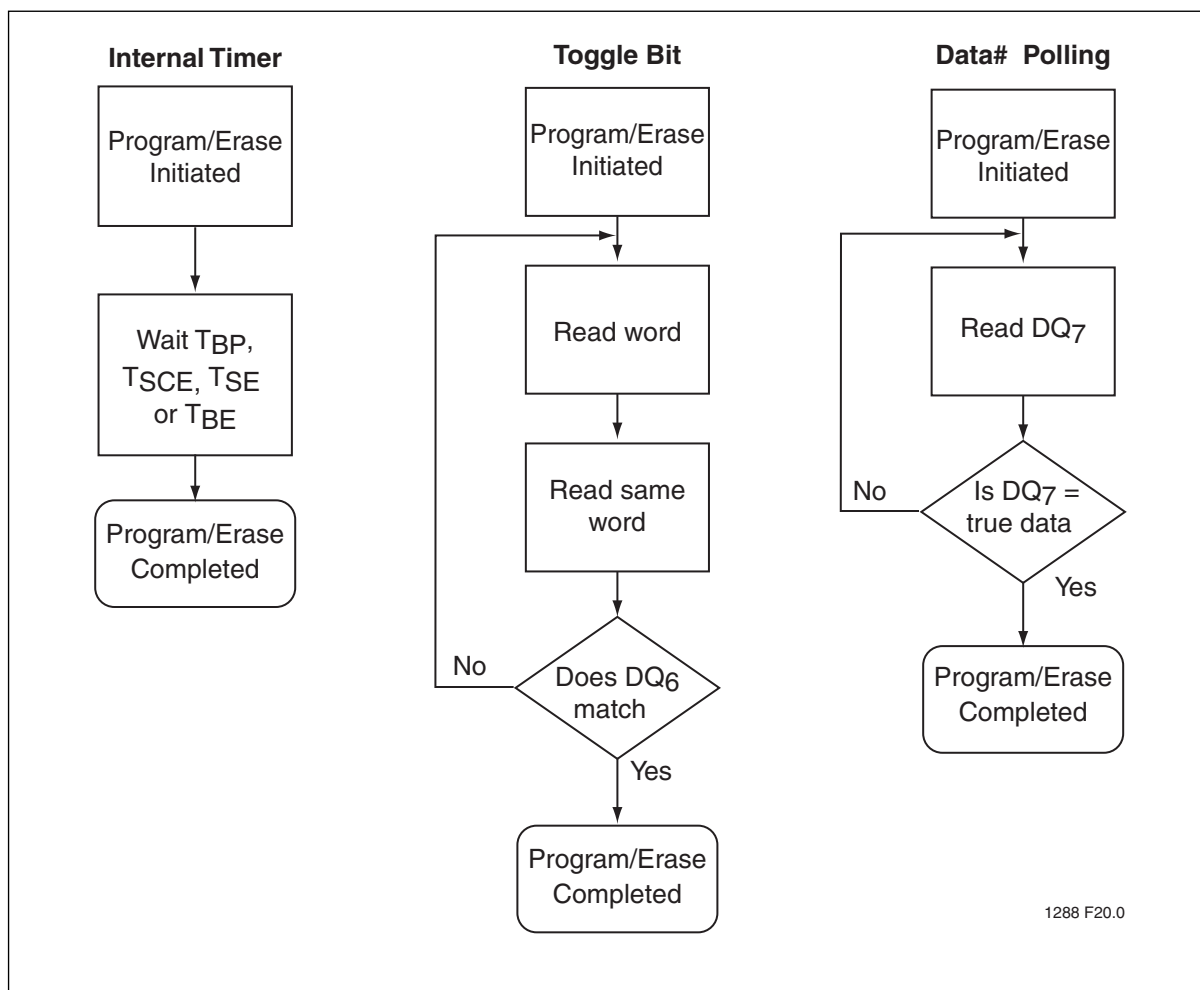 Internal Timer
Program/Erase
Initiated
Wait TBP,
TSCE, TSE
or TBE
Program/Erase
Completed
Toggle Bit
Program/Erase
Initiated
Read word
Read same
word
Does DQ6
match
No
Yes
Program/Erase
Completed
Data# Polling
Program/Erase
Initiated
Read DQ7
Is DQ7 =
true data
No
Yes
Program/Erase
Completed
1288 F20.0